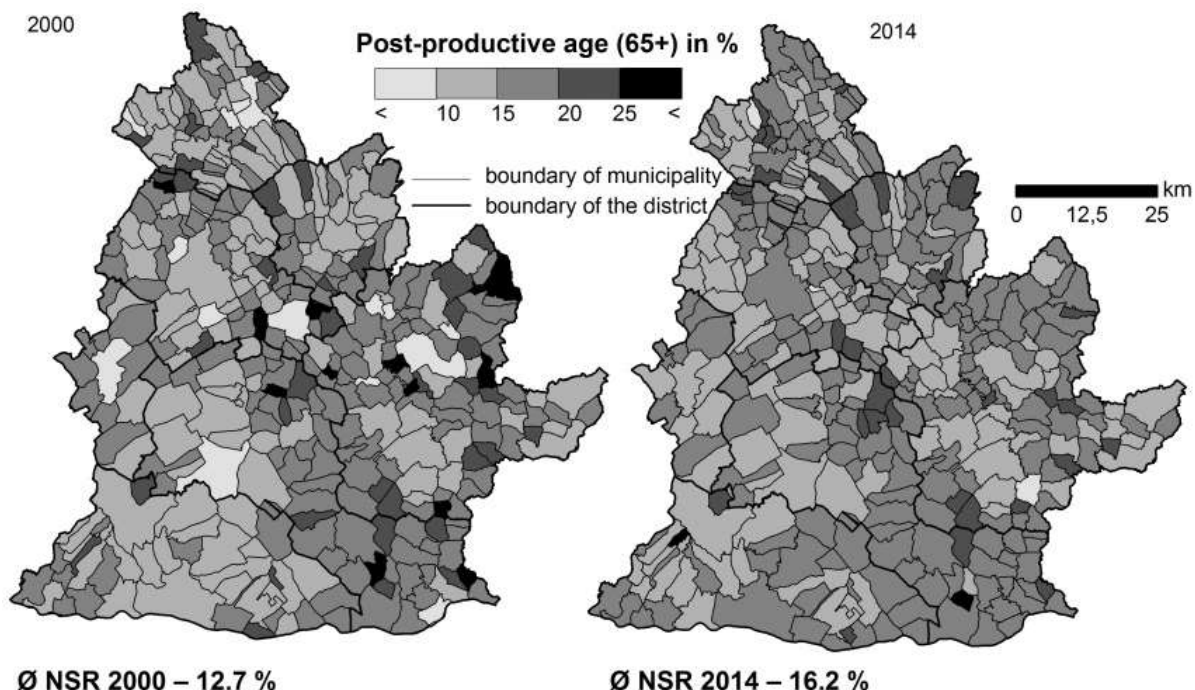 2000
Post-productive age (65+) in %
2014
< 10 15 20 25 <
boundary of municipality
boundary of the district
km
0 12,5 25
Ø NSR 2000 – 12.7 %
Ø NSR 2014 – 16.2 %